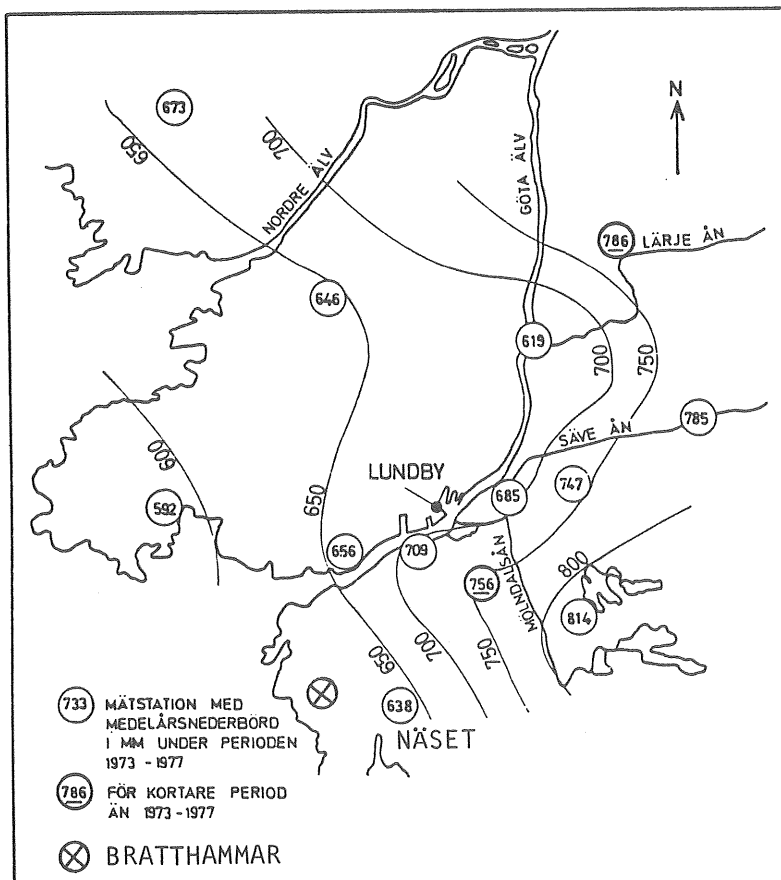 N
673
650
700
NORDRE ÄLV
GÖTA ÄLV
786
LÄRJE ÅN
646
619
700
750
785
SÄVE ÅN
600
592
650
LUNDBY
685
747
656
709
756
MÖLNDALSÅN
800
814
650
700
750
638
NÄSET
733 MÄTSTATION MED
MEDELÅRSNEDERBÖRD
I MM UNDER PERIODEN
1973 - 1977
786 FÖR KORTARE PERIOD
ÄN 1973-1977
BRATTHAMMAR